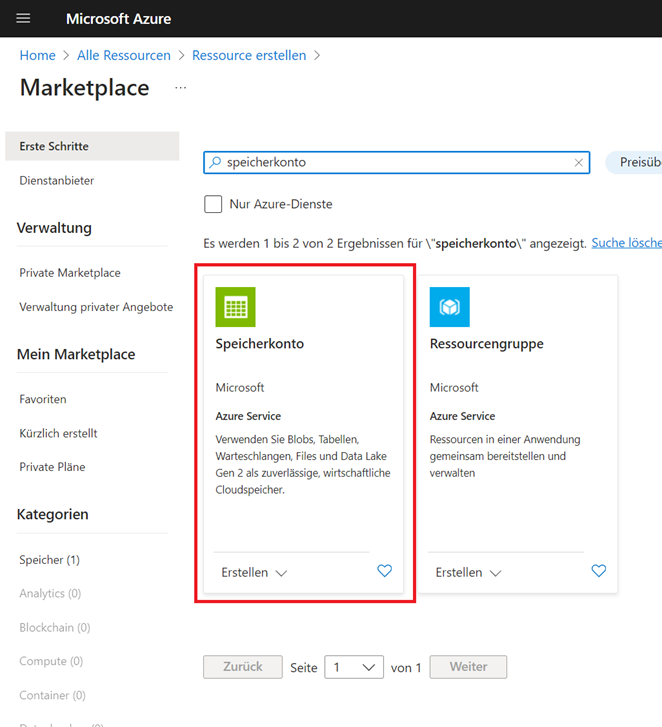 Microsoft Azure
Home > Alle Ressourcen > Ressource erstellen >
Marketplace ...
Erste Schritte
Dienstanbieter
Verwaltung
Private Marketplace
Verwaltung privater Angebote
Mein Marketplace
Favoriten
Kürzlich erstellt
Private Pläne
Kategorien
Speicher (1)
Analytics (0)
Blockchain (0)
Compute (0)
Container (0)
speicherkonto
Preisüb
Nur Azure-Dienste
Es werden 1 bis 2 von 2 Ergebnissen für \"speicherkonto\" angezeigt. Suche lösche
Speicherkonto
Microsoft
Azure Service
Verwenden Sie Blobs, Tabellen,
Warteschlangen, Files und Data Lake
Gen 2 als zuverlässige, wirtschaftliche
Cloudspeicher.
Erstellen
Ressourcengruppe
Microsoft
Azure Service
Ressourcen in einer Anwendung
gemeinsam bereitstellen und
verwalten
Erstellen
Zurück Seite 1 von 1 Weiter